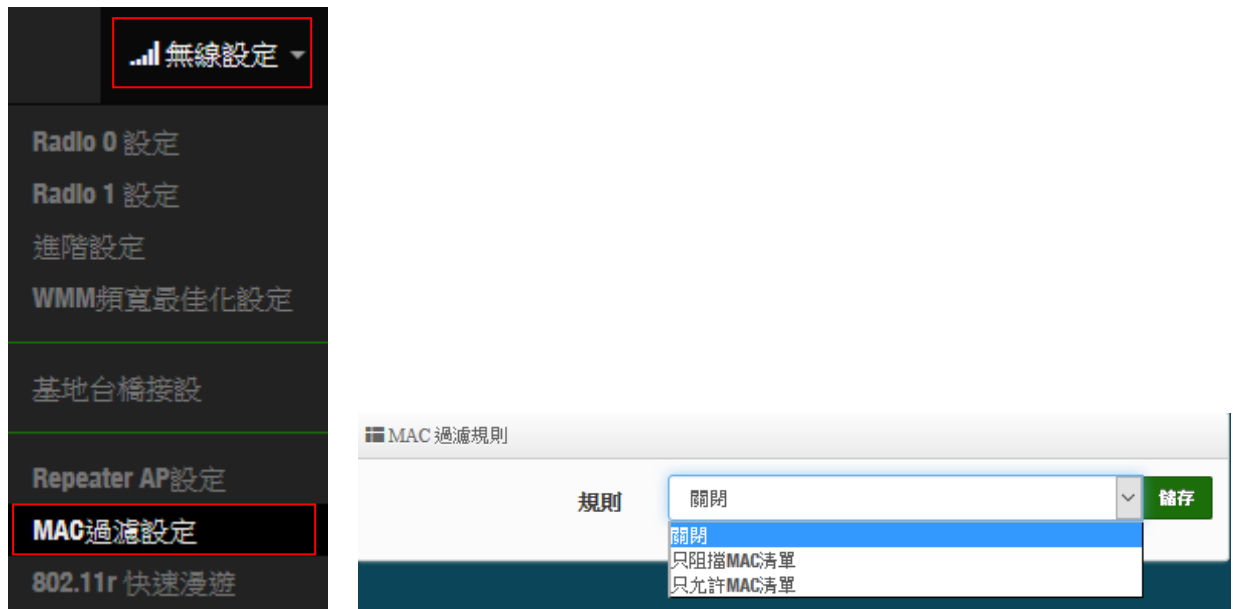 無線設定
Radio 0 設定
Radio 1 設定
進階設定
WMM頻寬最佳化設定
基地台橋接設
Repeater AP設定
MAC過濾設定
802.11r 快速漫遊
MAC 過濾規則
規則
關閉
儲存
關閉
只阻擋MAC清單
只允許MAC清單